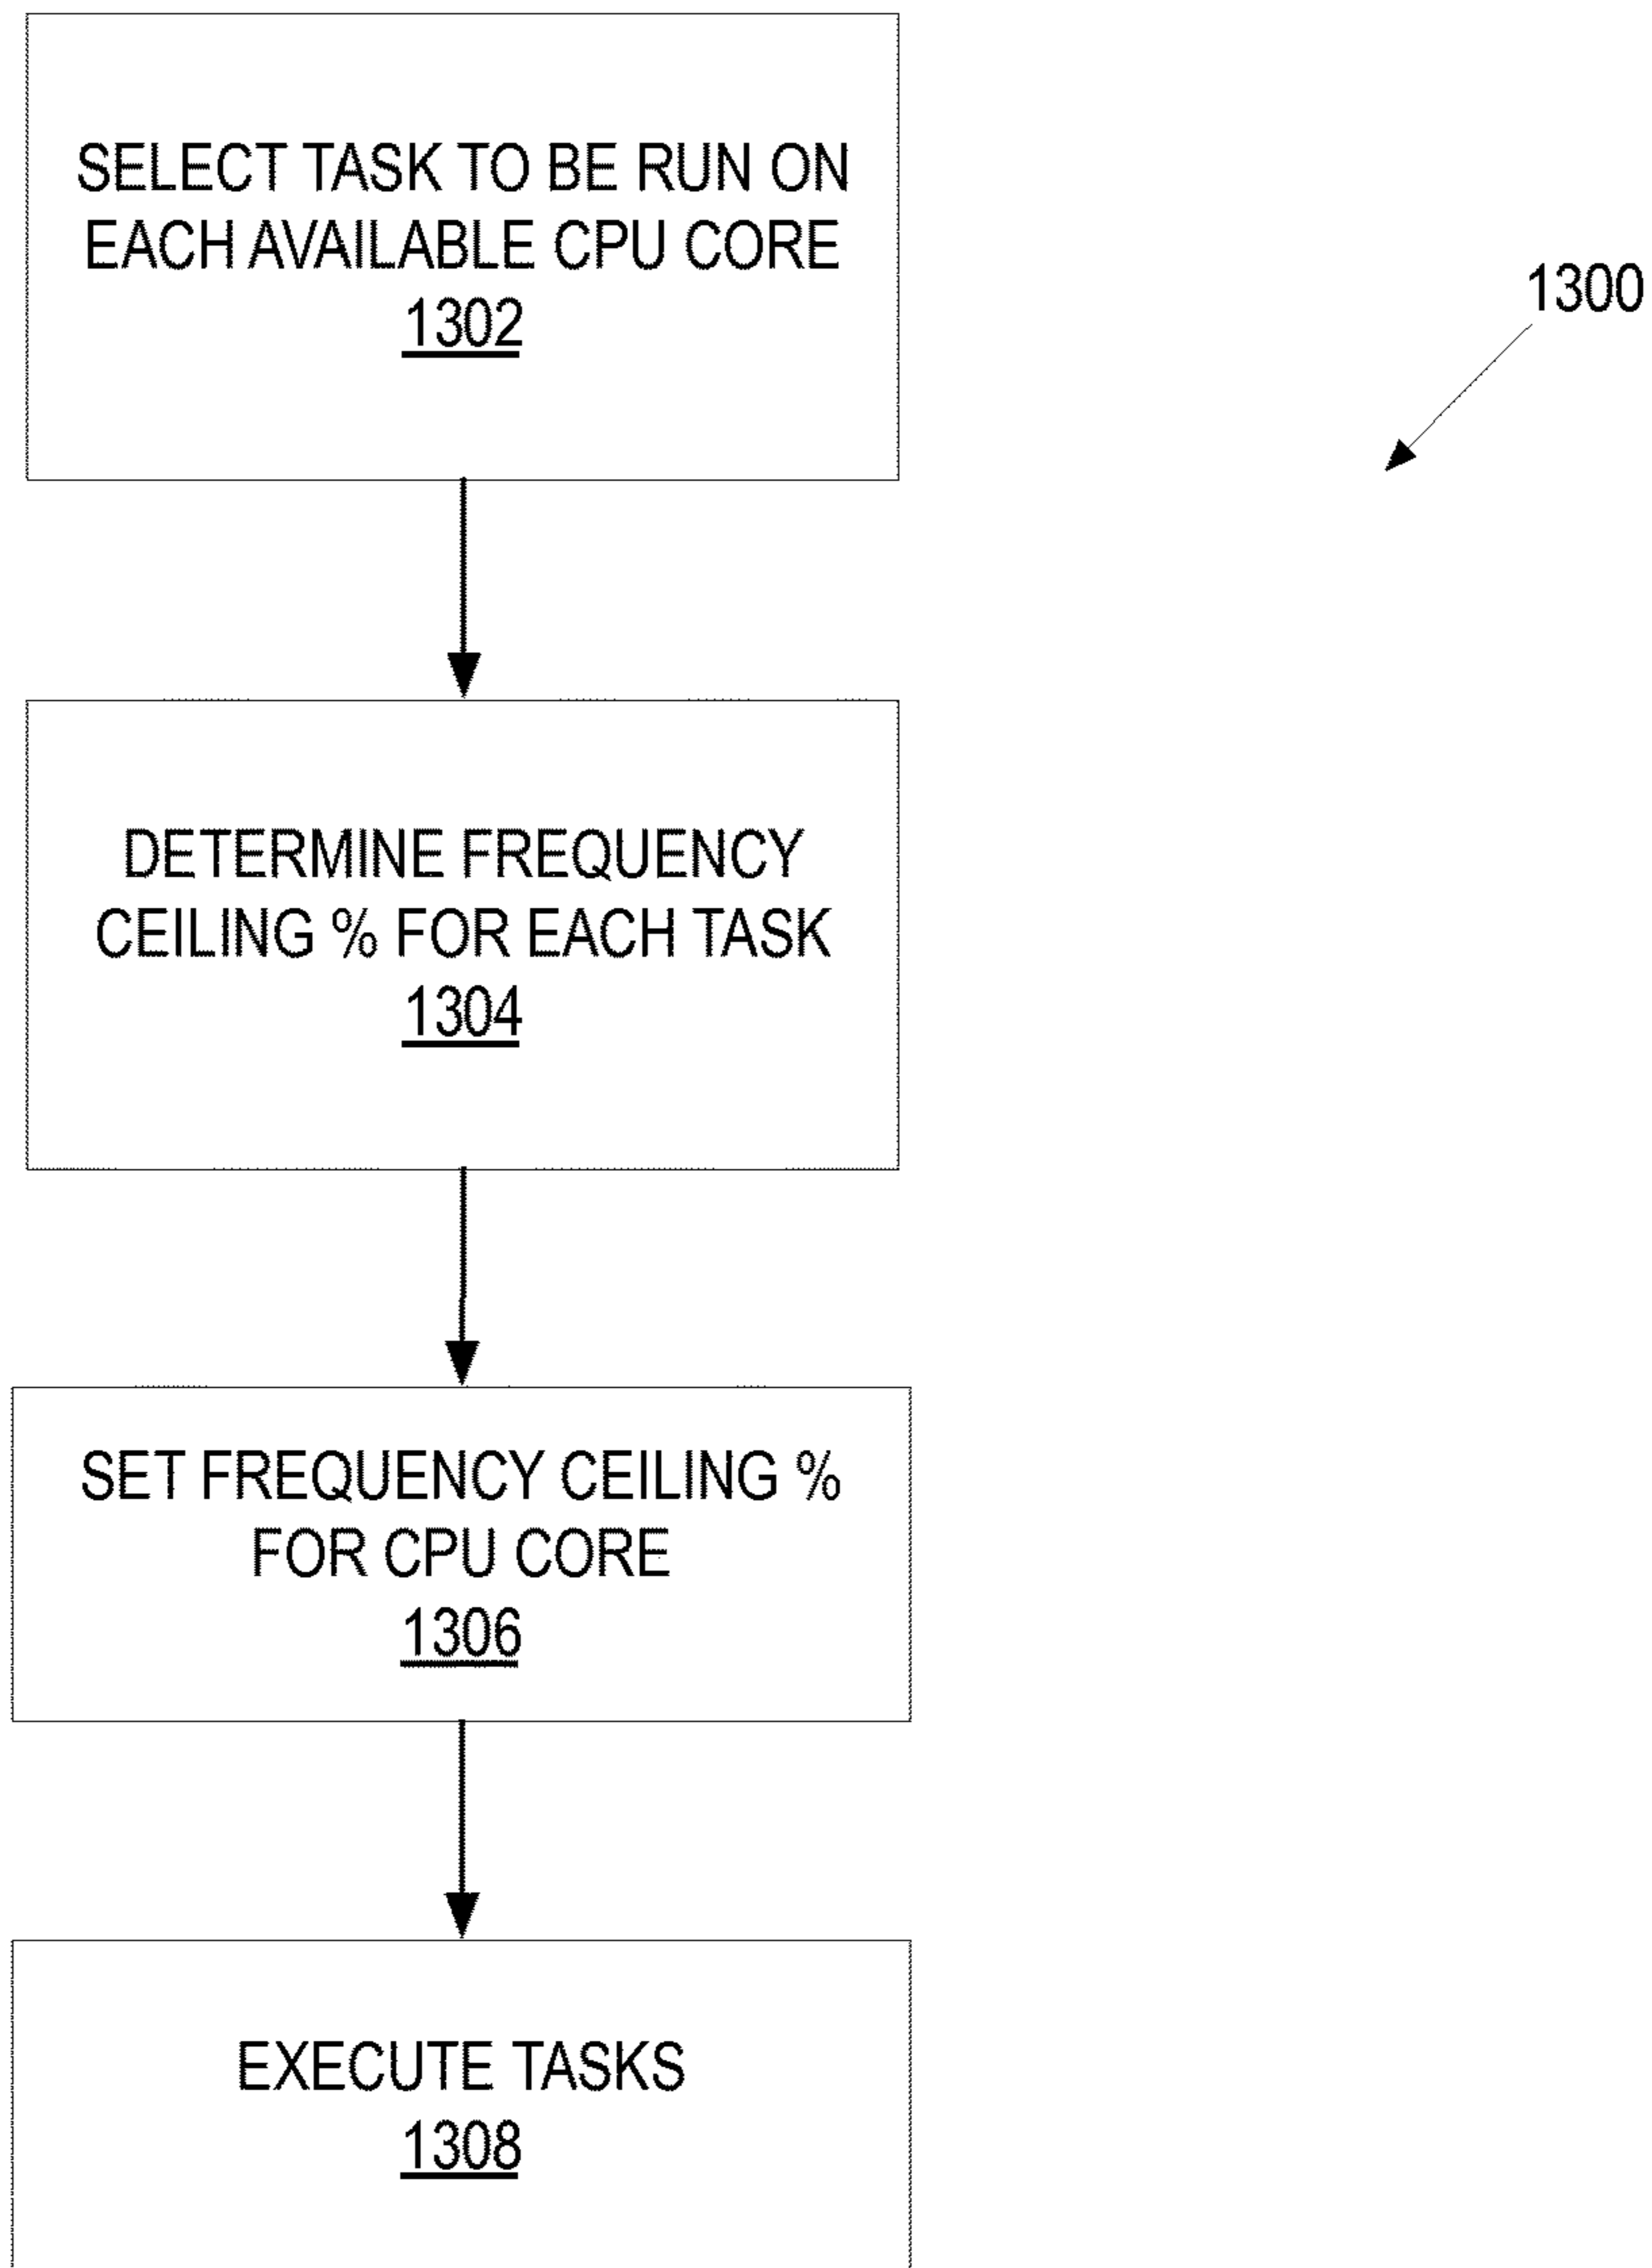 SELECT TASK TO BE RUN ON
EACH AVAILABLE CPU CORE
1302
1300
DETERMINE FREQUENCY
CEILING % FOR EACH TASK
1304
SET FREQUENCY CEILING %
FOR CPU CORE
1306
EXECUTE TASKS
1308